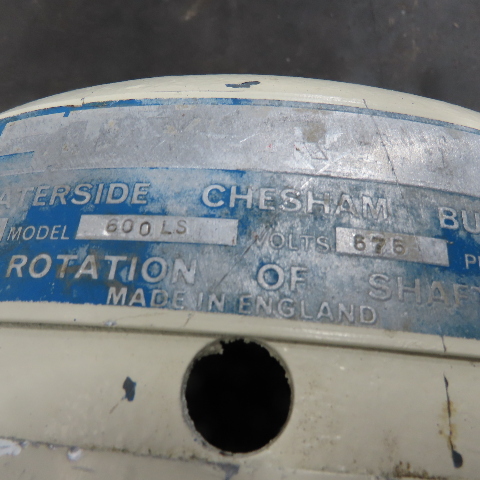 ATERSIDE CHESHAM BU
MODEL 600 LS VOLTS 675
ROTATION OF SHAFT
MADE IN ENGLAND